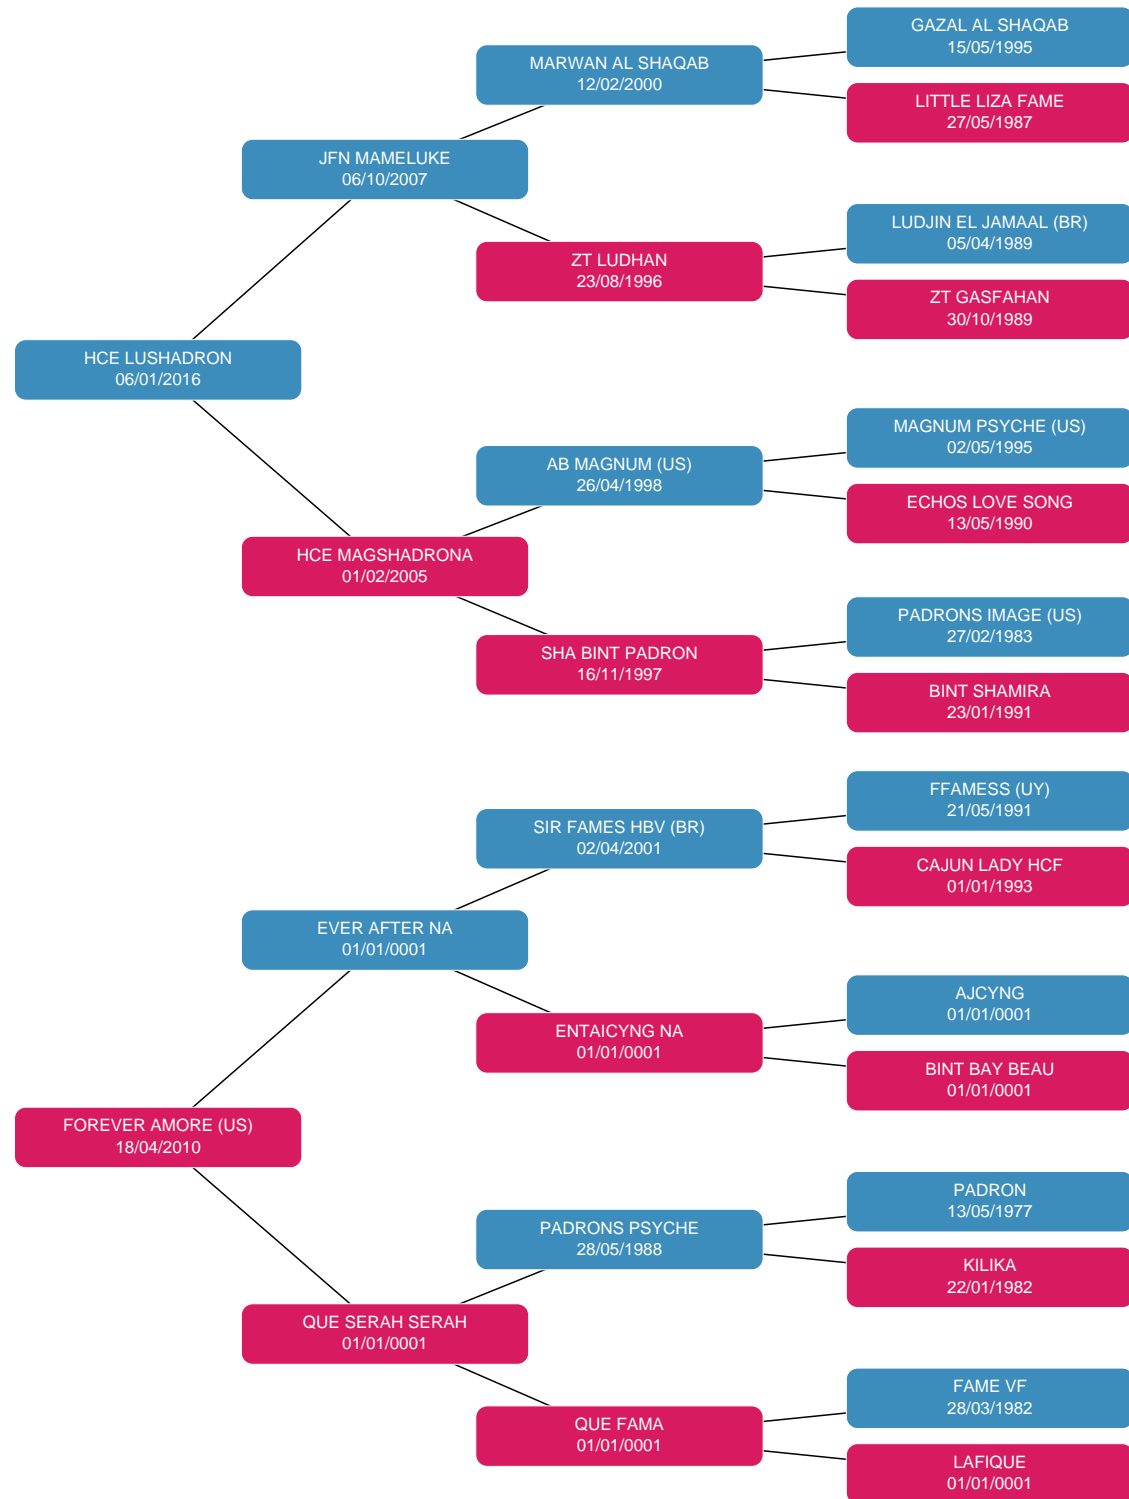 GAZAL AL SHAQAB
15/05/1995
MARWAN AL SHAQAB
12/02/2000
LITTLE LIZA FAME
27/05/1987
JFN MAMELUKE
06/10/2007
LUDJIN EL JAMAAL (BR)
05/04/1989
ZT LUDHAN
23/08/1996
ZT GASFAHAN
30/10/1989
HCE LUSHADRON
06/01/2016
MAGNUM PSYCHE (US)
02/05/1995
AB MAGNUM (US)
26/04/1998
ECHOS LOVE SONG
13/05/1990
HCE MAGSHADRONA
01/02/2005
PADRONS IMAGE (US)
27/02/1983
SHA BINT PADRON
16/11/1997
BINT SHAMIRA
23/01/1991
FFAMESS (UY)
21/05/1991
SIR FAMES HBV (BR)
02/04/2001
CAJUN LADY HCF
01/01/1993
EVER AFTER NA
01/01/0001
AJCYNG
01/01/0001
ENTAICYNG NA
01/01/0001
BINT BAY BEAU
01/01/0001
FOREVER AMORE (US)
18/04/2010
PADRON
13/05/1977
PADRONS PSYCHE
28/05/1988
KILIKA
22/01/1982
QUE SERAH SERAH
01/01/0001
FAME VF
28/03/1982
QUE FAMA
01/01/0001
LAFIQUE
01/01/0001